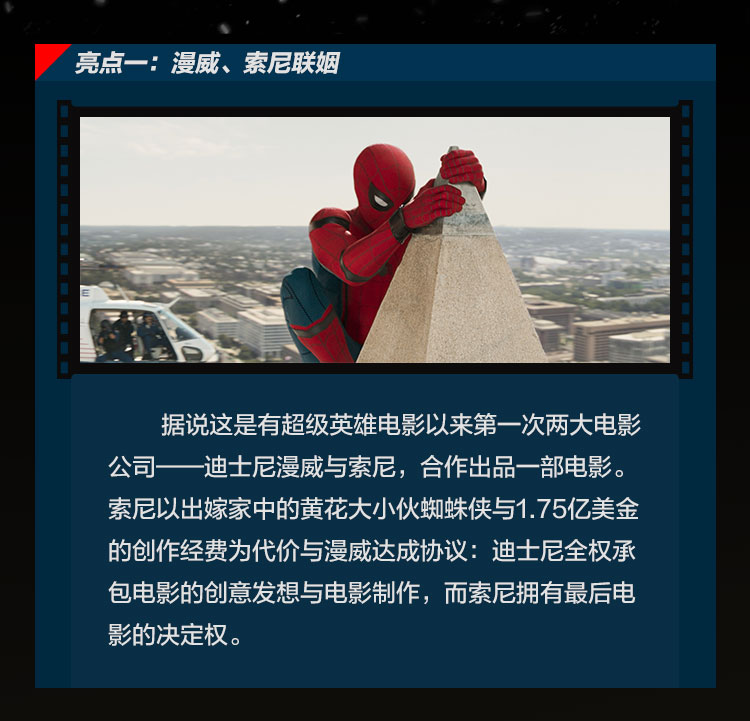 亮点一：漫威、索尼联姻
E
据说这是有超级英雄电影以来第一次两大电影
公司——迪士尼漫威与索尼，合作出品一部电影。
索尼以出嫁家中的黄花大小伙蜘蛛侠与1.75亿美金
的创作经费为代价与漫威达成协议：迪士尼全权承
包电影的创意发想与电影制作，而索尼拥有最后电
影的决定权。